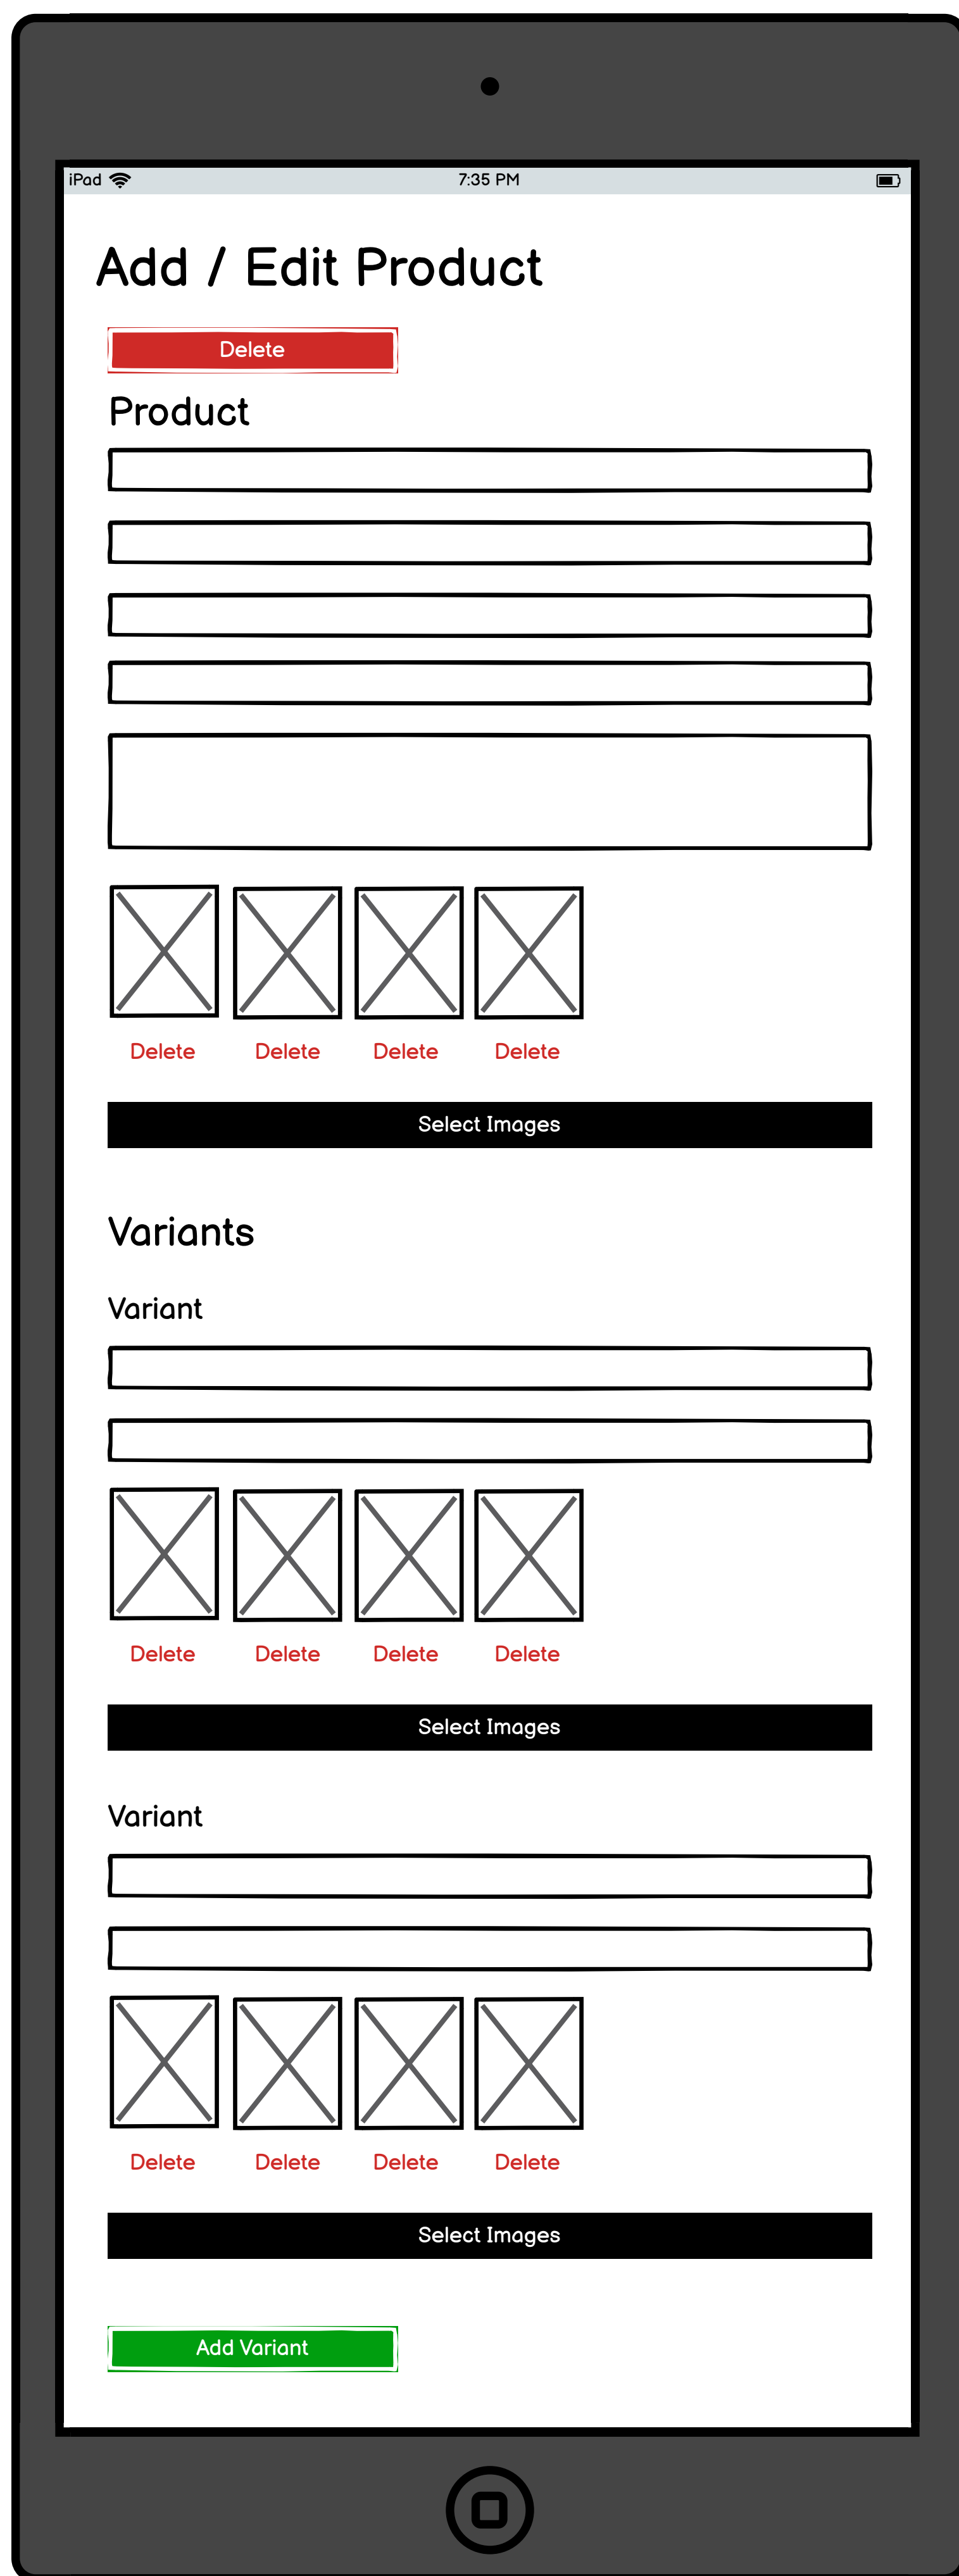 iPad 7:35 PM
Add / Edit Product
Delete
Product
Delete Delete Delete Delete
Select Images
Variants
Variant
Delete Delete Delete Delete
Select Images
Variant
Delete Delete Delete Delete
Select Images
Add Variant